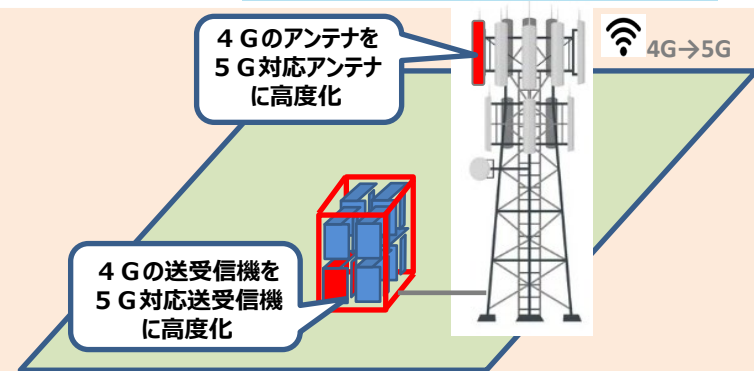 ４Ｇのアンテナを
５Ｇ対応アンテナ
に高度化
4G→5G
４Ｇの送受信機を
５Ｇ対応送受信機
に高度化